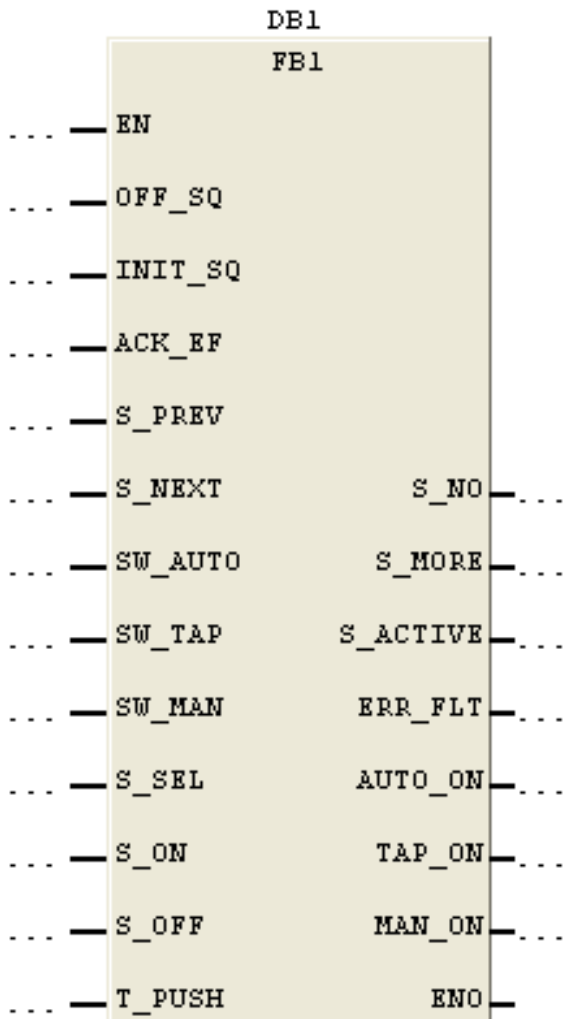 DB1
FB1
... EN
... OFF_SQ
... INIT_SQ
... ACK_EF
... S_PREV
... S_NEXT S_NO ...
... SW_AUTO S_MORE ...
... SW_TAP S_ACTIVE ...
... SW_MAN ERR_FLT ...
... S_SEL AUTO_ON ...
... S_ON TAP_ON ...
... S_OFF MAN_ON ...
... T_PUSH ENO